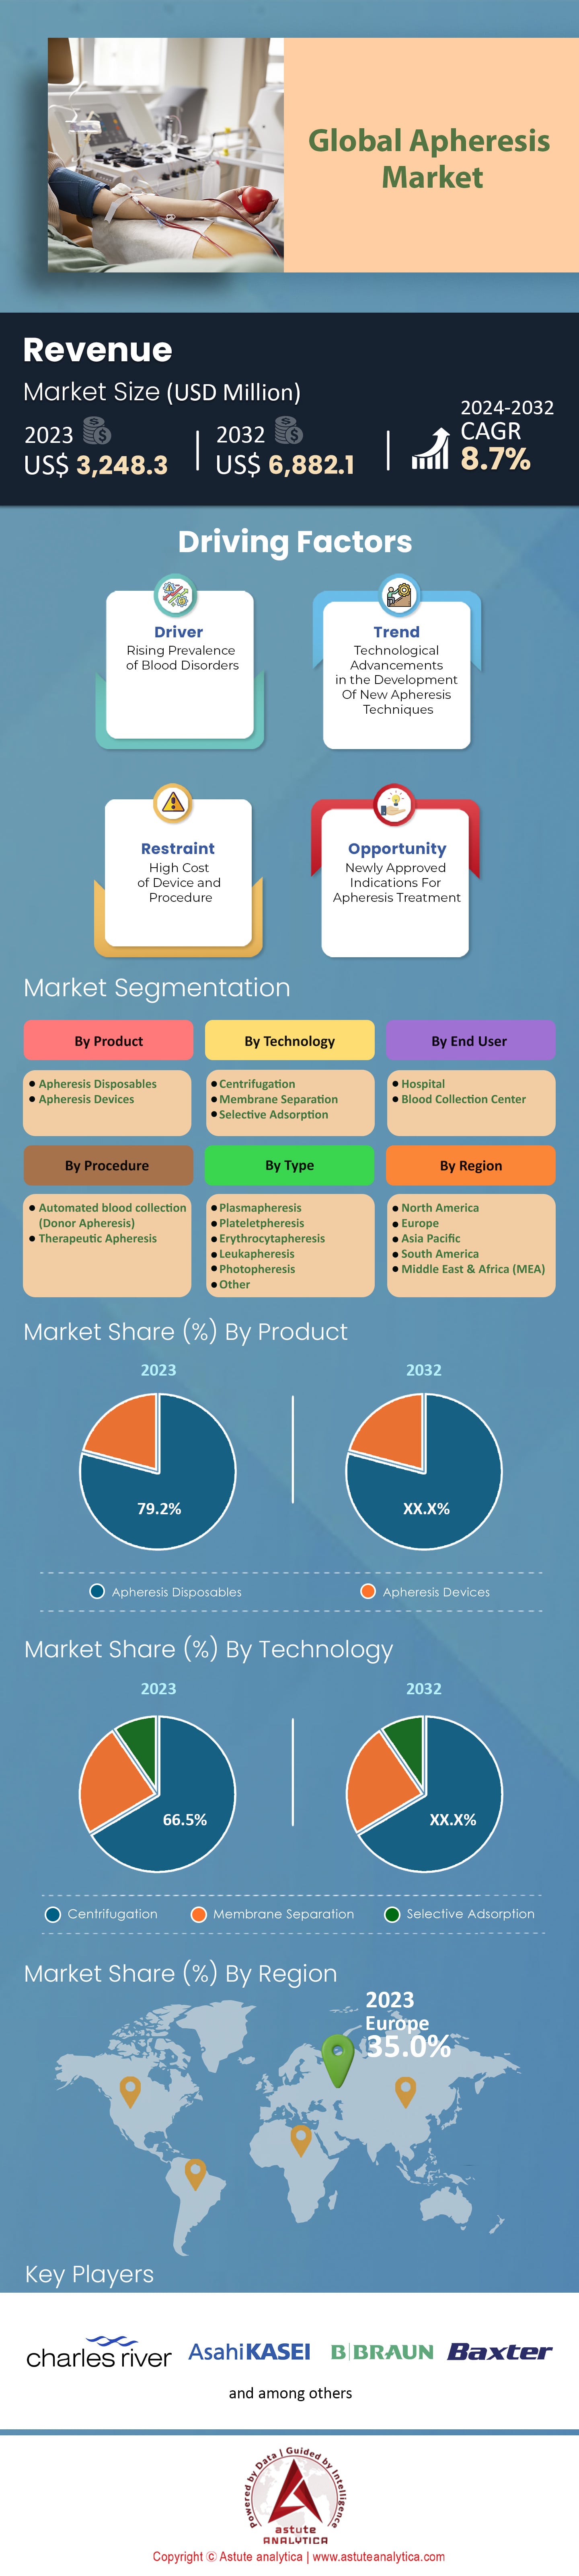 Global Apheresis
Market
Revenue
Market Size (USD Million)
2023
US$ 3,248.3
2032
US$ 6,882.1
2024-2032
CAGR
8.7%
Driving Factors
Driver
Rising Prevalence
of Blood Disorders
Trend
Technological
Advancements
in the Development
Of New Apheresis
Techniques
Restraint
High Cost
of Device and
Procedure
Opportunity
Newly Approved
Indications For
Apheresis Treatment
Market Segmentation
By Product
Apheresis Disposables
Apheresis Devices
By Technology
Centrifugation
Membrane Separation
Selective Adsorption
By End User
Hospital
Blood Collection Center
By Procedure
Automated blood collection
(Donor Apheresis)
Therapeutic Apheresis
By Type
Plasmapheresis
Plateletpheresis
Erythrocytapheresis
Leukapheresis
Photopheresis
Other
By Region
North America
Europe
Asia Pacific
South America
Middle East & Africa (MEA)
Market Share (%) By Product
2023
79.2%
2032
XX.X%
Apheresis Disposables
Apheresis Devices
Market Share (%) By Technology
2023
66.5%
2032
XX.X%
Centrifugation
Membrane Separation
Selective Adsorption
Market Share (%) By Region
2023
Europe
35.0%
Key Players
charles river
AsahiKASEI
B|BRAUN
Baxter
and among others
Powered by Data | Guided by Intelligence
astute
ANALYTICA
Copyright © Astute analytica | www.astuteanalytica.com